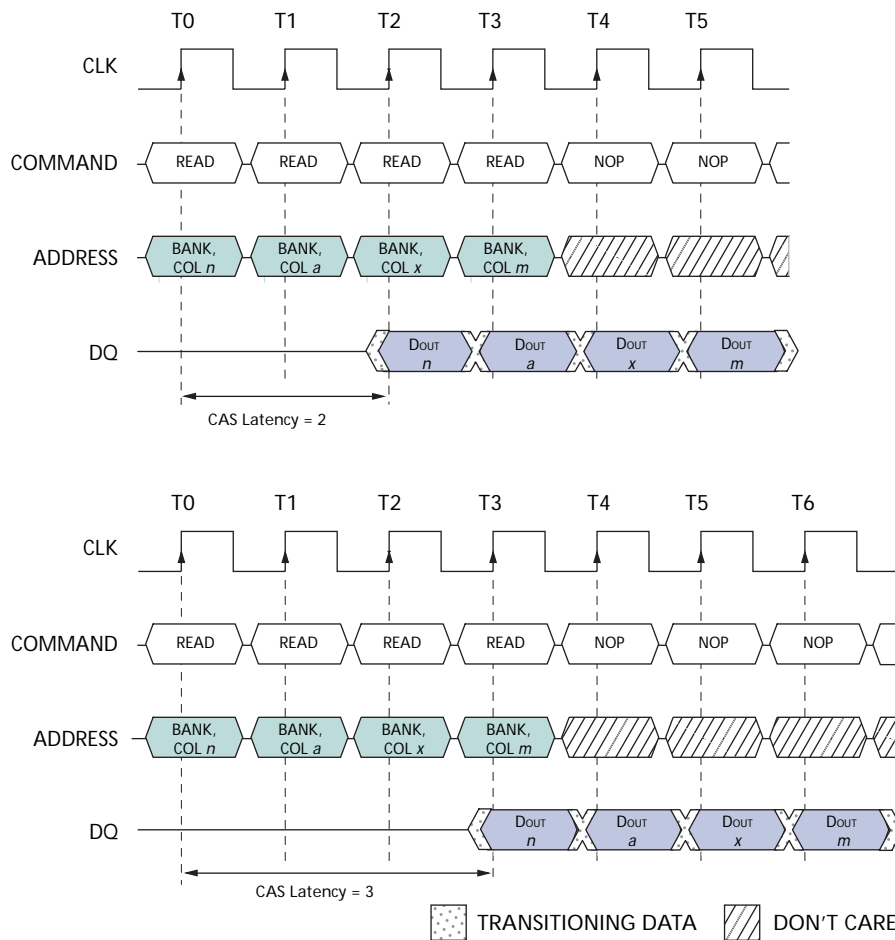 T0 T1 T2 T3 T4 T5
CLK
COMMAND READ READ READ READ NOP NOP
ADDRESS
BANK, COL n
BANK, COL a
BANK, COL x
BANK, COL m
DQ
DOUT n
DOUT a
DOUT x
DOUT m
CAS Latency = 2
T0 T1 T2 T3 T4 T5 T6
CLK
COMMAND READ READ READ READ NOP NOP NOP
ADDRESS
BANK, COL n
BANK, COL a
BANK, COL x
BANK, COL m
DQ
DOUT n
DOUT a
DOUT x
DOUT m
CAS Latency = 3
TRANSITIONING DATA DON'T CARE